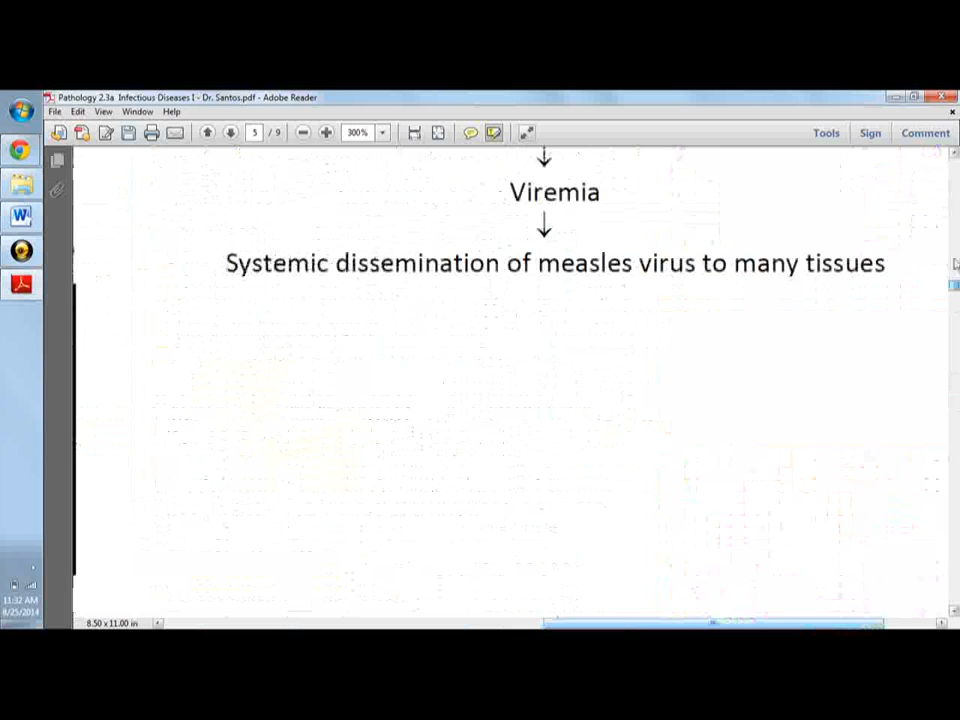 Pathology 2.3a Infectious Diseases I - Dr. Santos.pdf - Adobe Reader
File Edit View Window Help
5 / 9 300% Tools Sign Comment
↓
Viremia
↓
Systemic dissemination of measles virus to many tissues
11:32 AM
8/25/2014
8.50 x 11.00 in